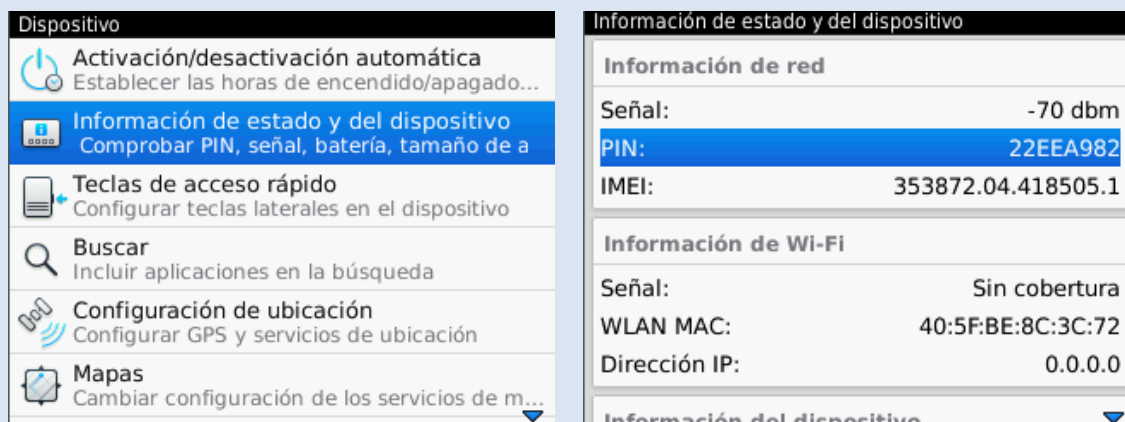 Dispositivo
Activación/desactivación automática
Establecer las horas de encendido/apagado...
Información de estado y del dispositivo
Comprobar PIN, señal, batería, tamaño de a
Teclas de acceso rápido
Configurar teclas laterales en el dispositivo
Buscar
Incluir aplicaciones en la búsqueda
Configuración de ubicación
Configurar GPS y servicios de ubicación
Mapas
Cambiar configuración de los servicios de m...
Información de estado y del dispositivo
Información de red
Señal: -70 dbm
PIN: 22EEA982
IMEI: 353872.04.418505.1
Información de Wi-Fi
Señal: Sin cobertura
WLAN MAC: 40:5F:BE:8C:3C:72
Dirección IP: 0.0.0.0
Información del dispositivo